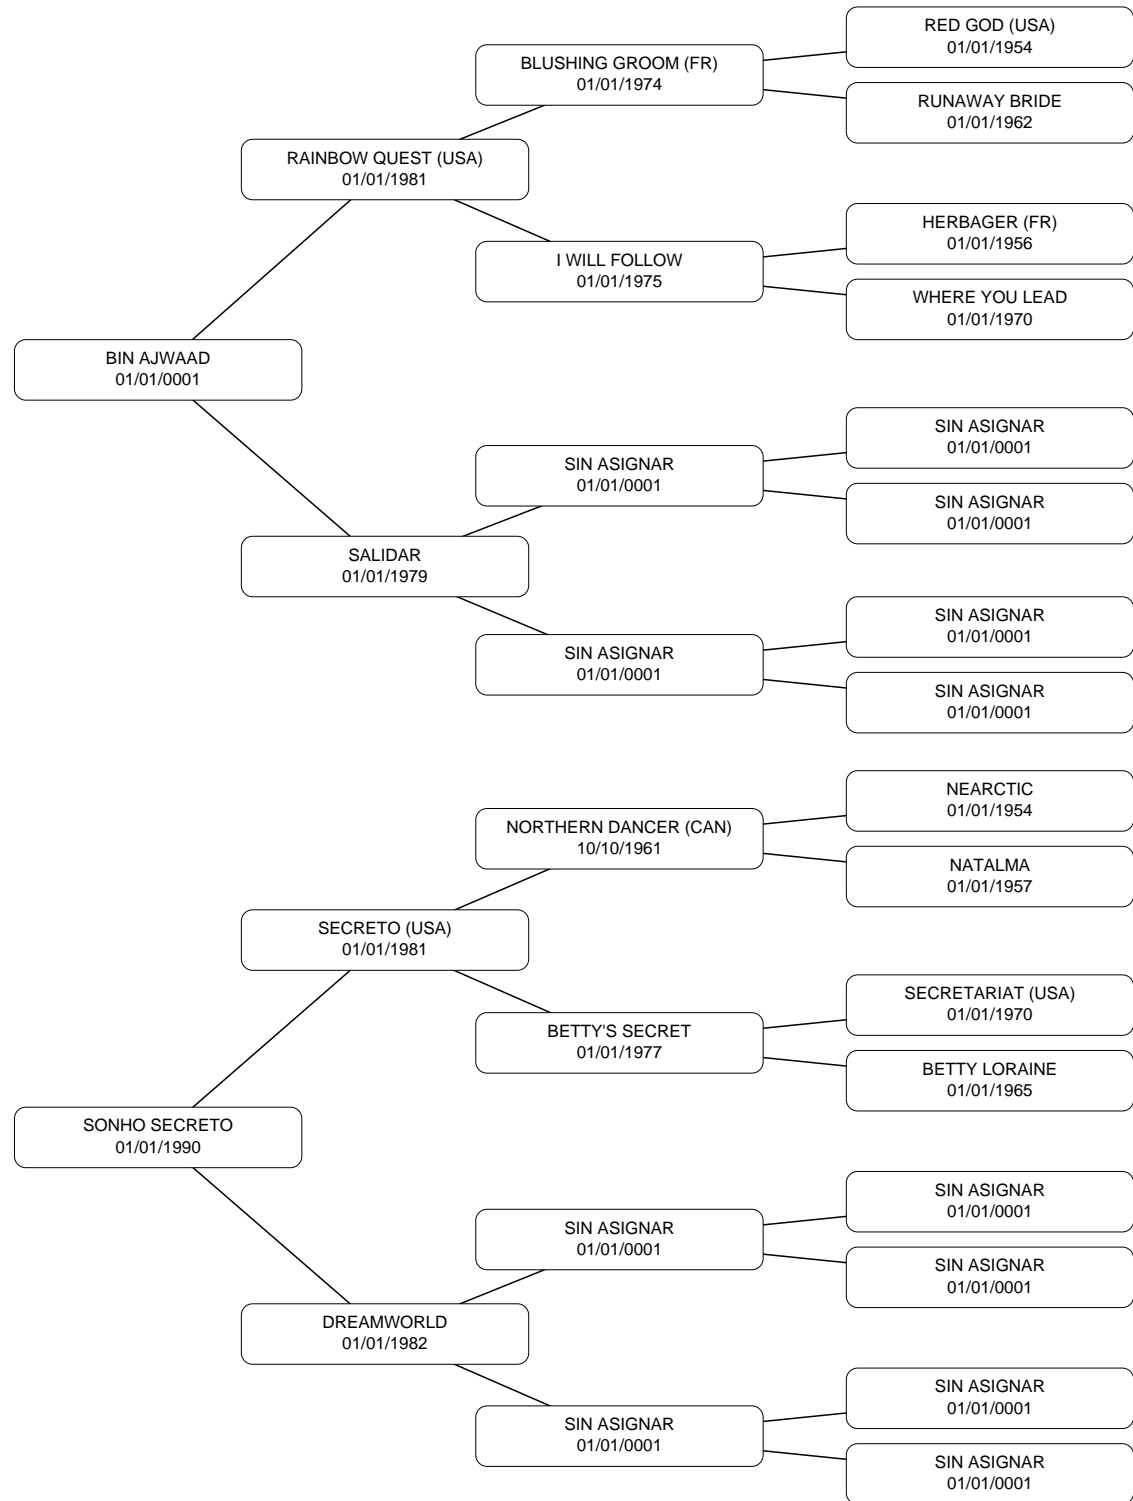 RED GOD (USA)
01/01/1954
BLUSHING GROOM (FR)
01/01/1974
RUNAWAY BRIDE
01/01/1962
RAINBOW QUEST (USA)
01/01/1981
HERBAGER (FR)
01/01/1956
I WILL FOLLOW
01/01/1975
WHERE YOU LEAD
01/01/1970
BIN AJWAAD
01/01/0001
SIN ASIGNAR
01/01/0001
SIN ASIGNAR
01/01/0001
SIN ASIGNAR
01/01/0001
SALIDAR
01/01/1979
SIN ASIGNAR
01/01/0001
SIN ASIGNAR
01/01/0001
SIN ASIGNAR
01/01/0001
NEARCTIC
01/01/1954
NORTHERN DANCER (CAN)
10/10/1961
NATALMA
01/01/1957
SECRETO (USA)
01/01/1981
SECRETARIAT (USA)
01/01/1970
BETTY'S SECRET
01/01/1977
BETTY LORAINE
01/01/1965
SONHO SECRETO
01/01/1990
SIN ASIGNAR
01/01/0001
SIN ASIGNAR
01/01/0001
SIN ASIGNAR
01/01/0001
DREAMWORLD
01/01/1982
SIN ASIGNAR
01/01/0001
SIN ASIGNAR
01/01/0001
SIN ASIGNAR
01/01/0001